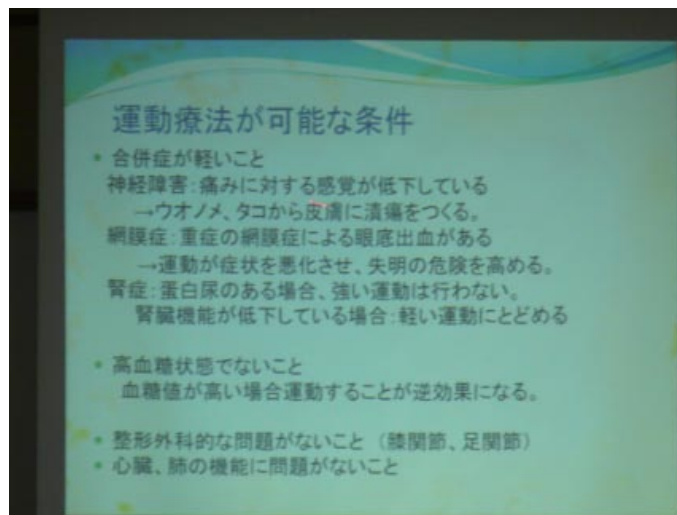 運動療法が可能な条件
• 合併症が軽いこと
神経障害:痛みに対する感覚が低下している
→ウオノメ、タコから皮膚に潰瘍をつくる。
網膜症:重症の網膜症による眼底出血がある
→運動が症状を悪化させ、失明の危険を高める。
腎症:蛋白尿のある場合、強い運動は行わない。
腎臓機能が低下している場合:軽い運動にとどめる
• 高血糖状態でないこと
血糖値が高い場合運動することが逆効果になる。
• 整形外科的な問題がないこと (膝関節、足関節)
• 心臓、肺の機能に問題がないこと